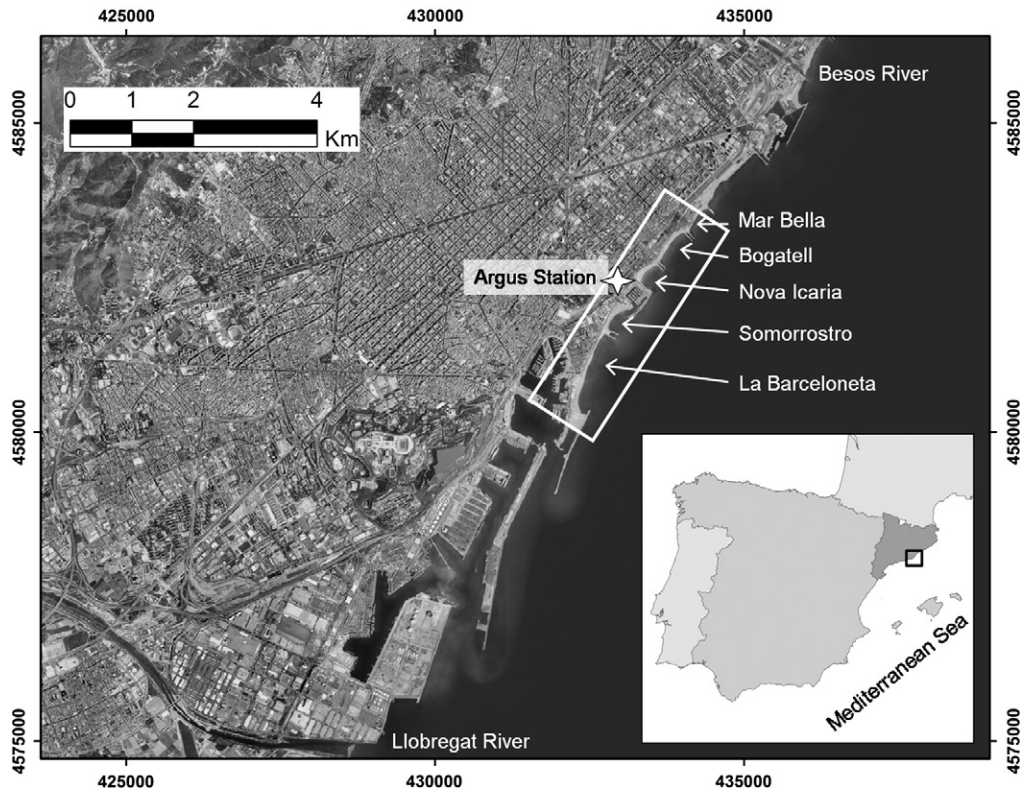 425000
430000
435000
Besos River
0
1
2
4
Km
4585000
4585000
Mar Bella
Bogatell
Argus Station
Nova Icaria
Somorrostro
La Barceloneta
4580000
4580000
Mediterranean Sea
Llobregat River
4575000
4575000
425000
430000
435000